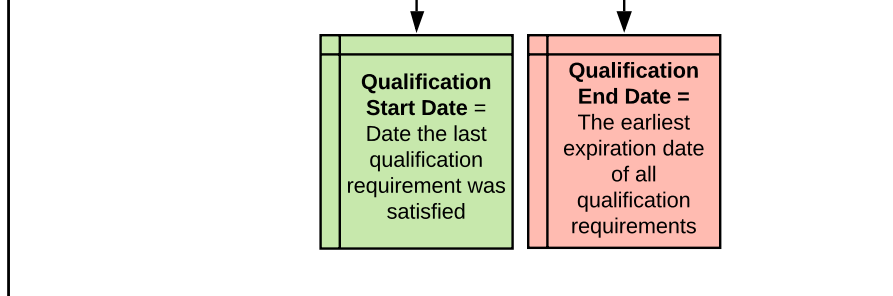 Qualification
Start Date =
Date the last
qualification
requirement was
satisfied
Qualification
End Date =
The earliest
expiration date
of all
qualification
requirements